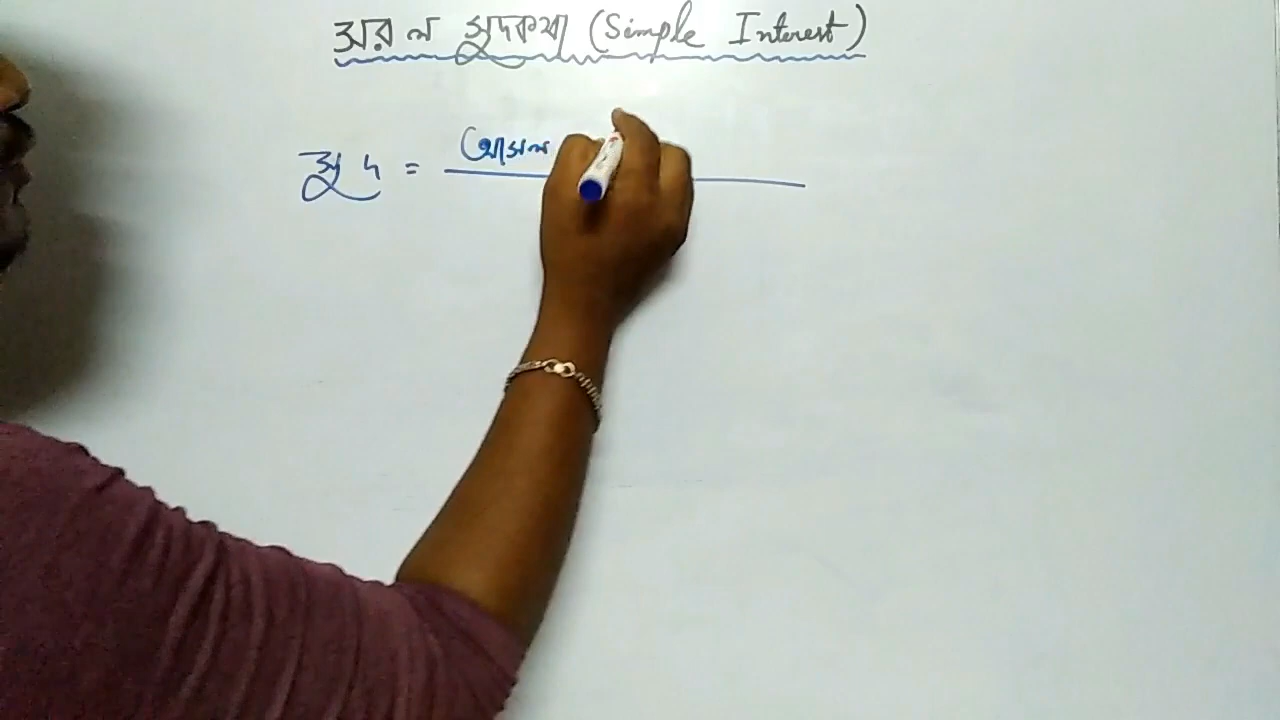 সরল সুদকষা (Simple Interest)
সুদ = আসল